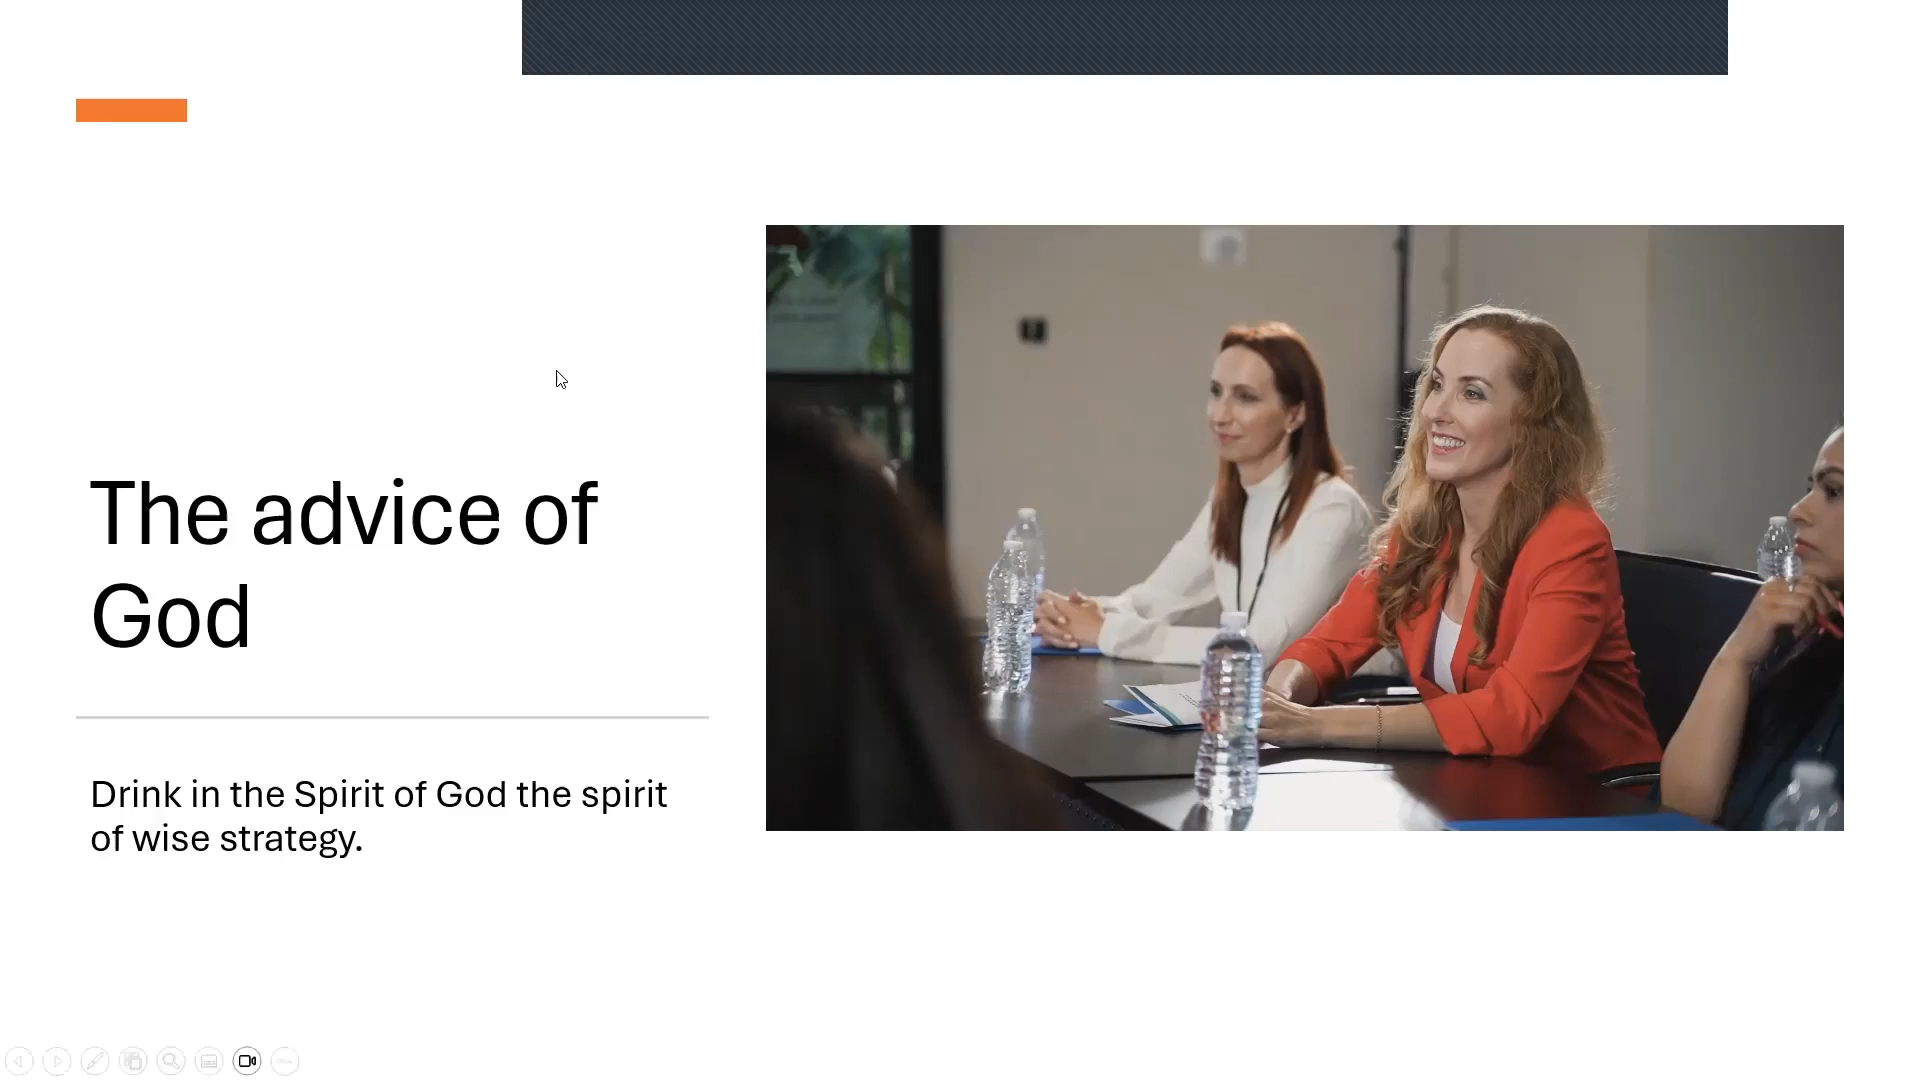 The advice of
God
Drink in the Spirit of God the spirit
of wise strategy.